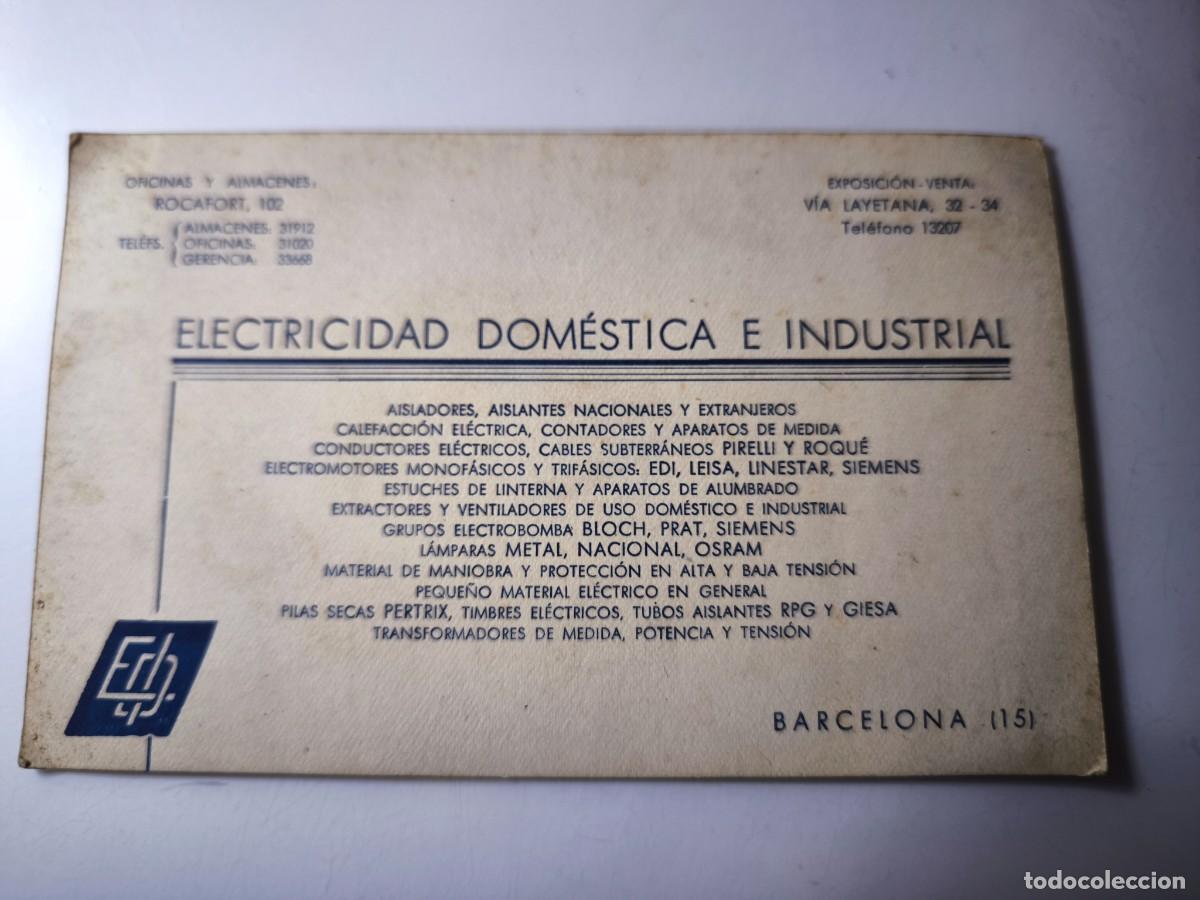 OFICINAS Y ALMACENES:
ROCAFORT, 102
TELÉFS. { ALMACENES: 31912
OFICINAS: 31020
GERENCIA: 33668
EXPOSICIÓN - VENTA:
VÍA LAYETANA, 32 - 34
Teléfono 13207
ELECTRICIDAD DOMÉSTICA E INDUSTRIAL
AISLADORES, AISLANTES NACIONALES Y EXTRANJEROS
CALEFACCIÓN ELÉCTRICA, CONTADORES Y APARATOS DE MEDIDA
CONDUCTORES ELÉCTRICOS, CABLES SUBTERRÁNEOS PIRELLI Y ROQUÉ
ELECTROMOTORES MONOFÁSICOS Y TRIFÁSICOS: EDI, LEISA, LINESTAR, SIEMENS
ESTUCHES DE LINTERNA Y APARATOS DE ALUMBRADO
EXTRACTORES Y VENTILADORES DE USO DOMÉSTICO E INDUSTRIAL
GRUPOS ELECTROBOMBA BLOCH, PRAT, SIEMENS
LÁMPARAS METAL, NACIONAL, OSRAM
MATERIAL DE MANIOBRA Y PROTECCIÓN EN ALTA Y BAJA TENSIÓN
PEQUEÑO MATERIAL ELÉCTRICO EN GENERAL
PILAS SECAS PERTRIX, TIMBRES ELÉCTRICOS, TUBOS AISLANTES RPG Y GIESA
TRANSFORMADORES DE MEDIDA, POTENCIA Y TENSIÓN
BARCELONA (15)
todocoleccion